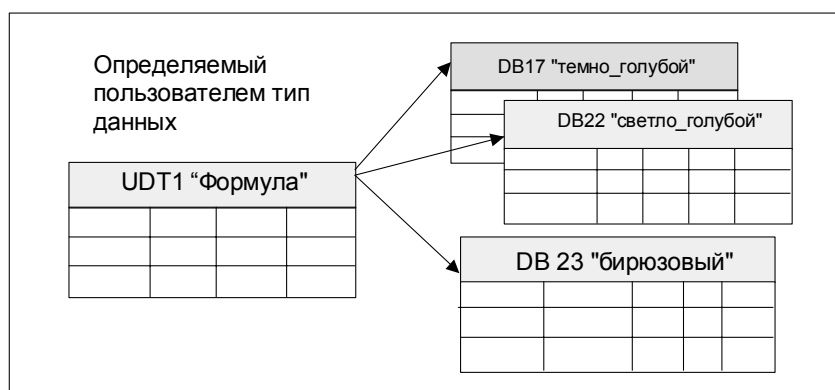 Определяемый
пользователем тип
данных
UDT1 “Формула"
DB17 "темно_голубой"
DB22 "светло_голубой"
DB 23 "бирюзовый"